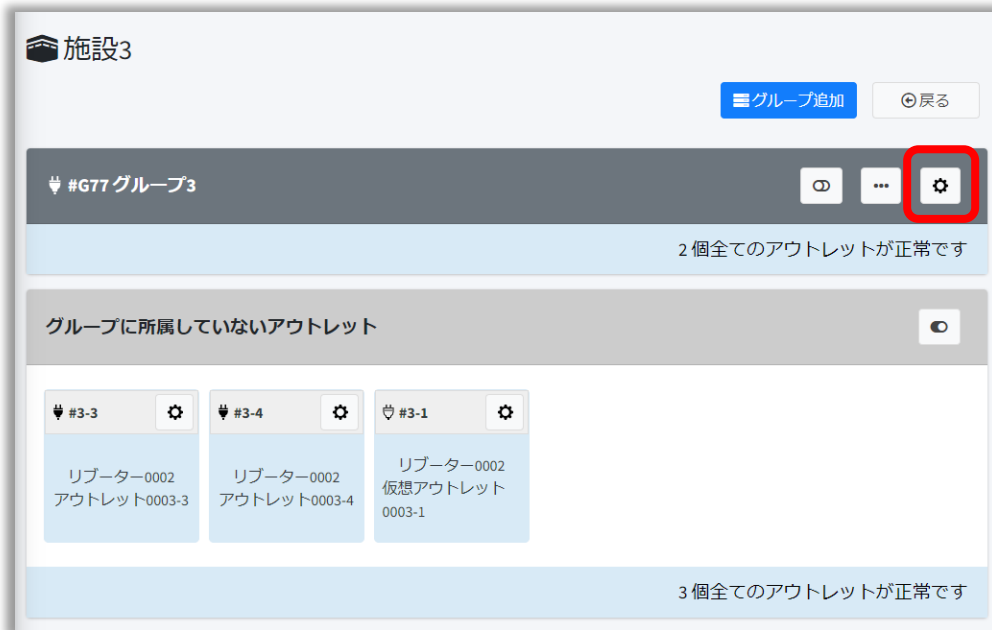 施設3
グループ追加
戻る
#G77 グループ3
2 個全てのアウトレットが正常です
グループに所属していないアウトレット
#3-3
#3-4
#3-1
リブーター0002
アウトレット0003-3
リブーター0002
アウトレット0003-4
リブーター0002
仮想アウトレット
0003-1
3 個全てのアウトレットが正常です